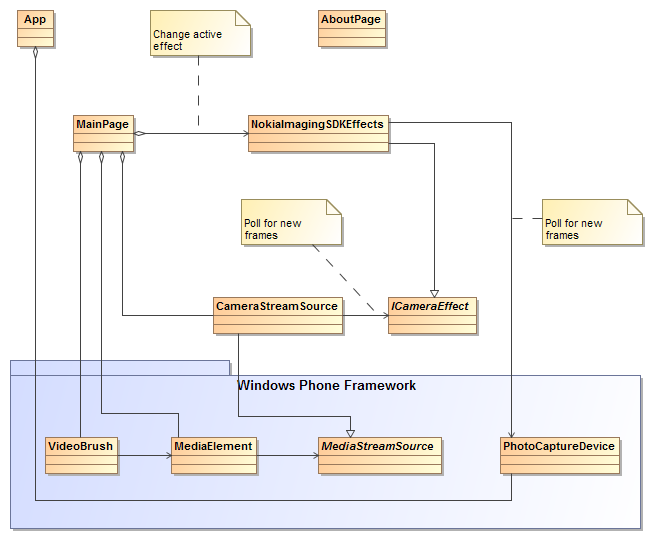 App
Change active
effect
AboutPage
MainPage
NokiaImagingSDKEffects
Poll for new
frames
Poll for new
frames
CameraStreamSource
ICameraEffect
Windows Phone Framework
VideoBrush
MediaElement
MediaStreamSource
PhotoCaptureDevice